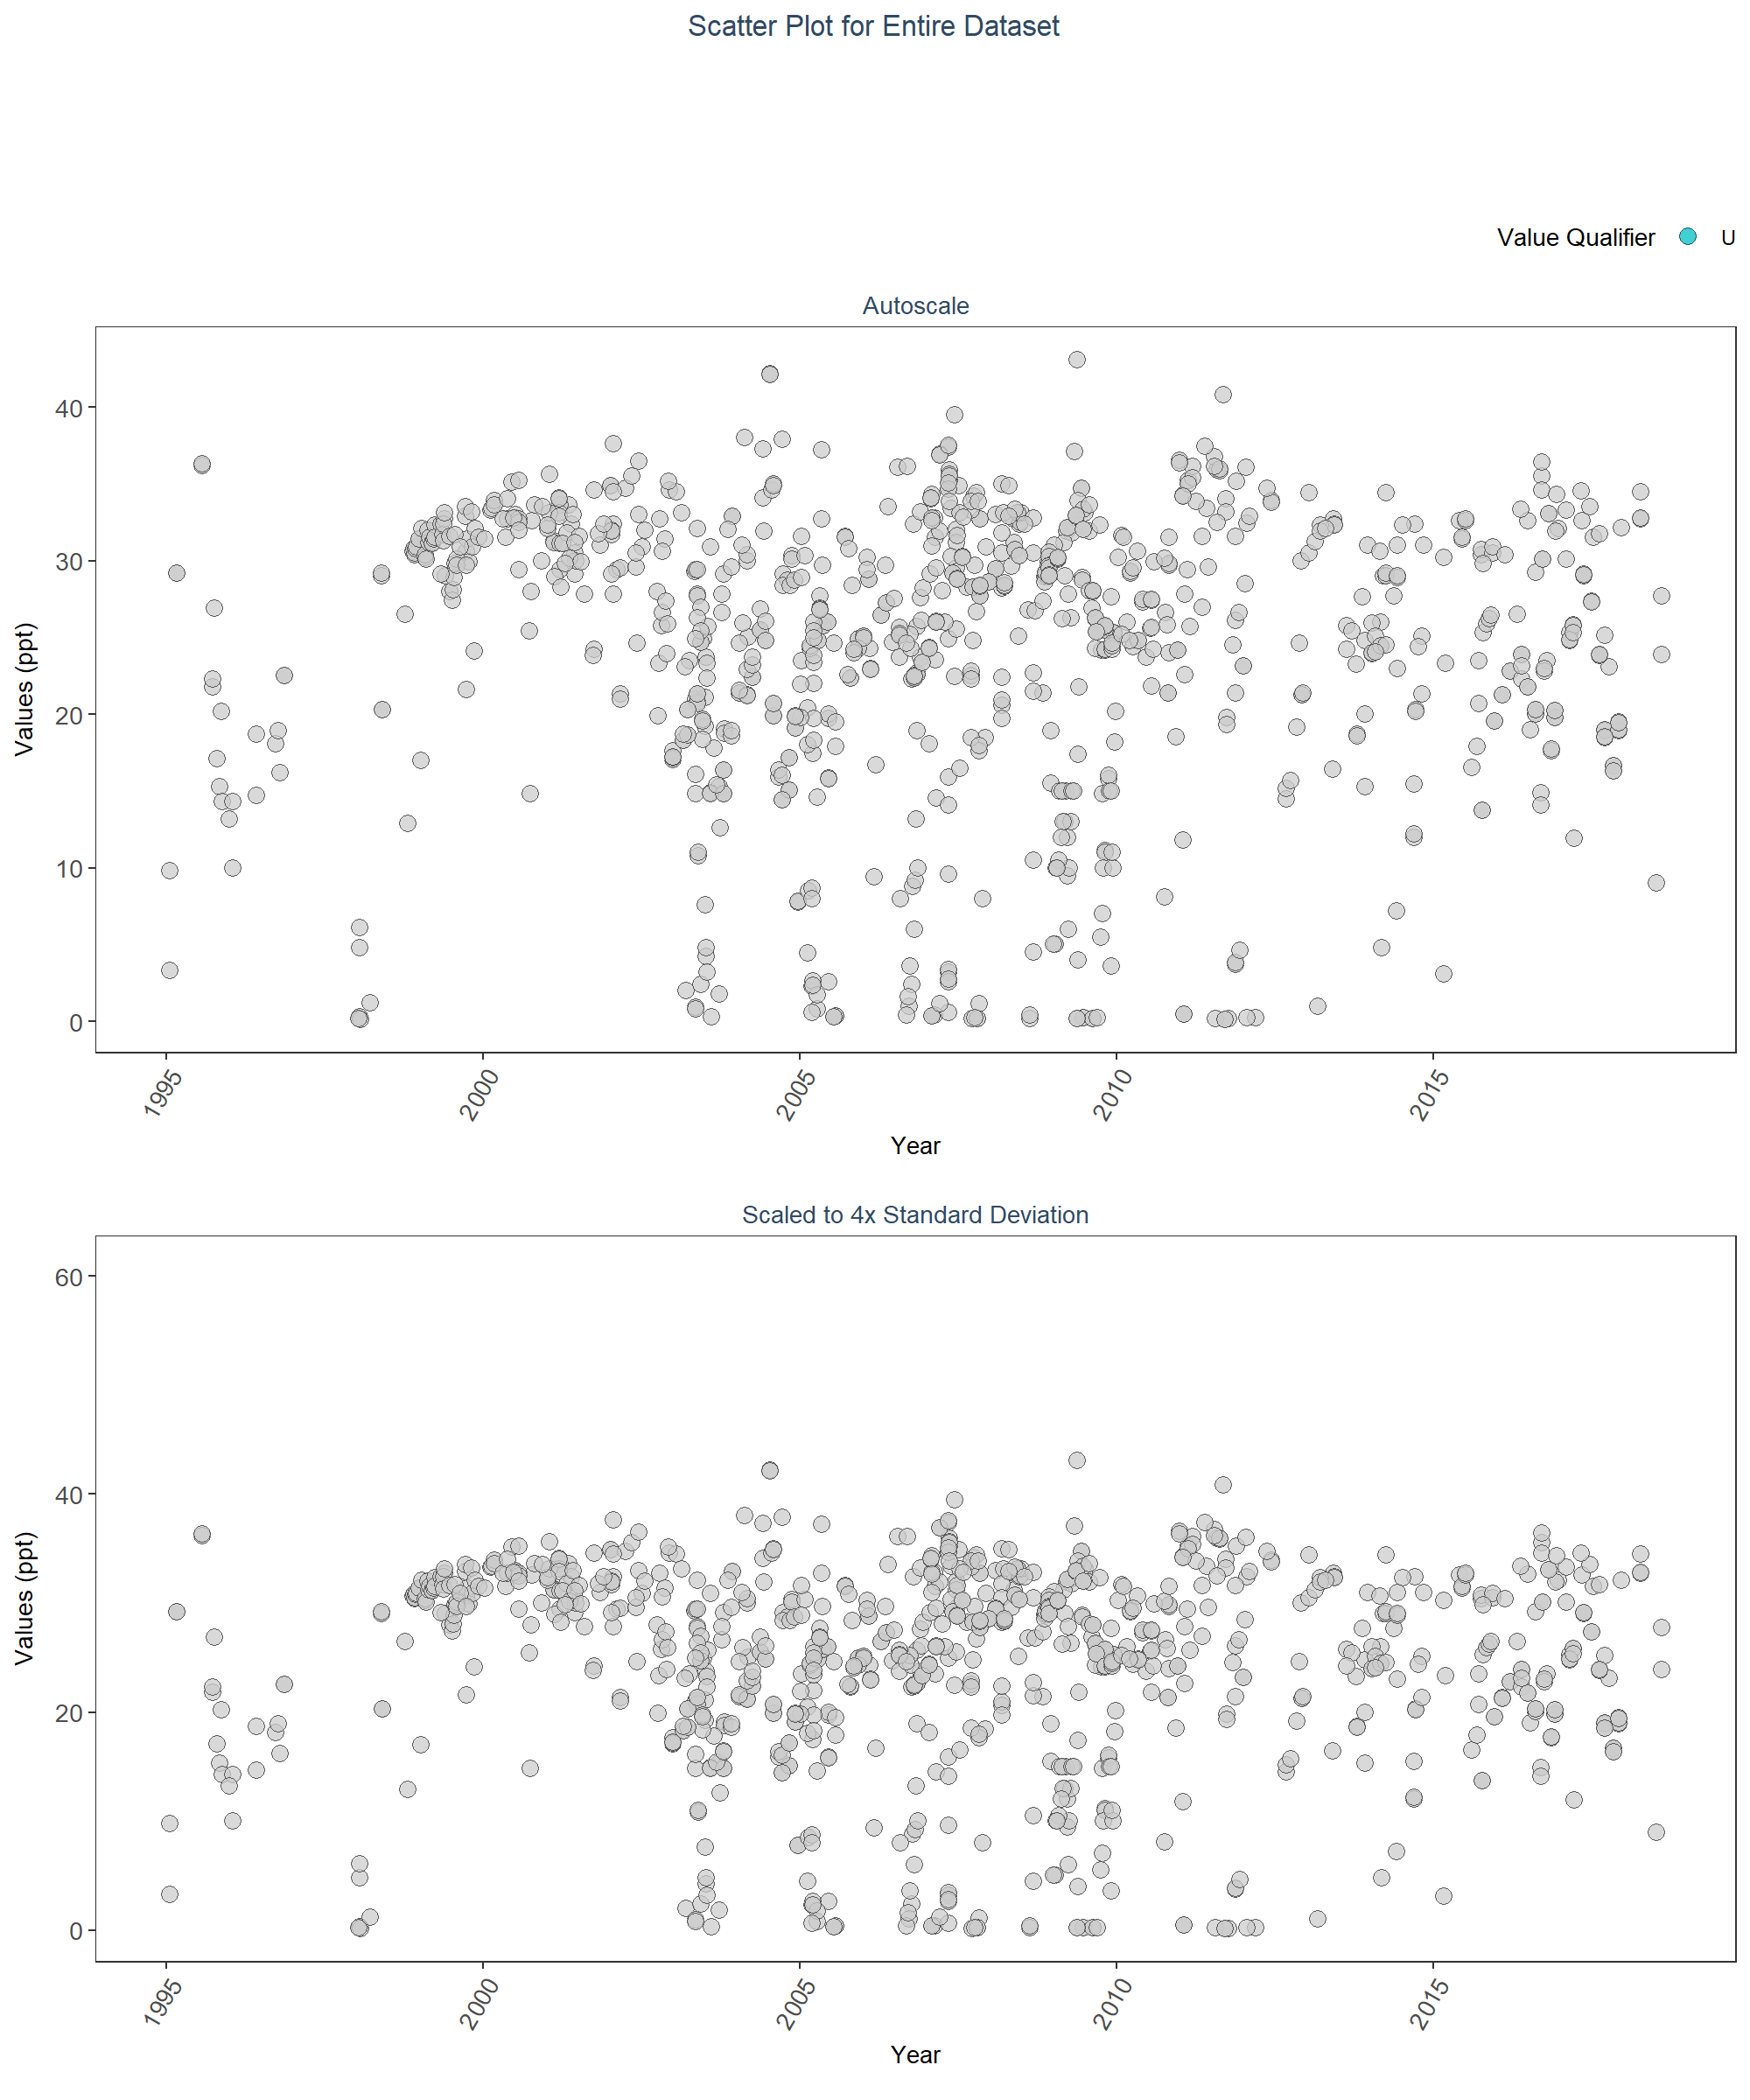 Scatter Plot for Entire Dataset
Value Qualifier U
Autoscale
Values (ppt)
40
30
20
10
0
1995 2000 2005 2010 2015
Year
Scaled to 4x Standard Deviation
Values (ppt)
60
40
20
0
1995 2000 2005 2010 2015
Year